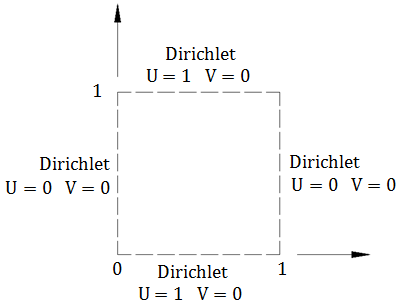 Dirichlet
U = 1 V = 0
1
Dirichlet
U = 0 V = 0
Dirichlet
U = 0 V = 0
0
1
Dirichlet
U = 1 V = 0